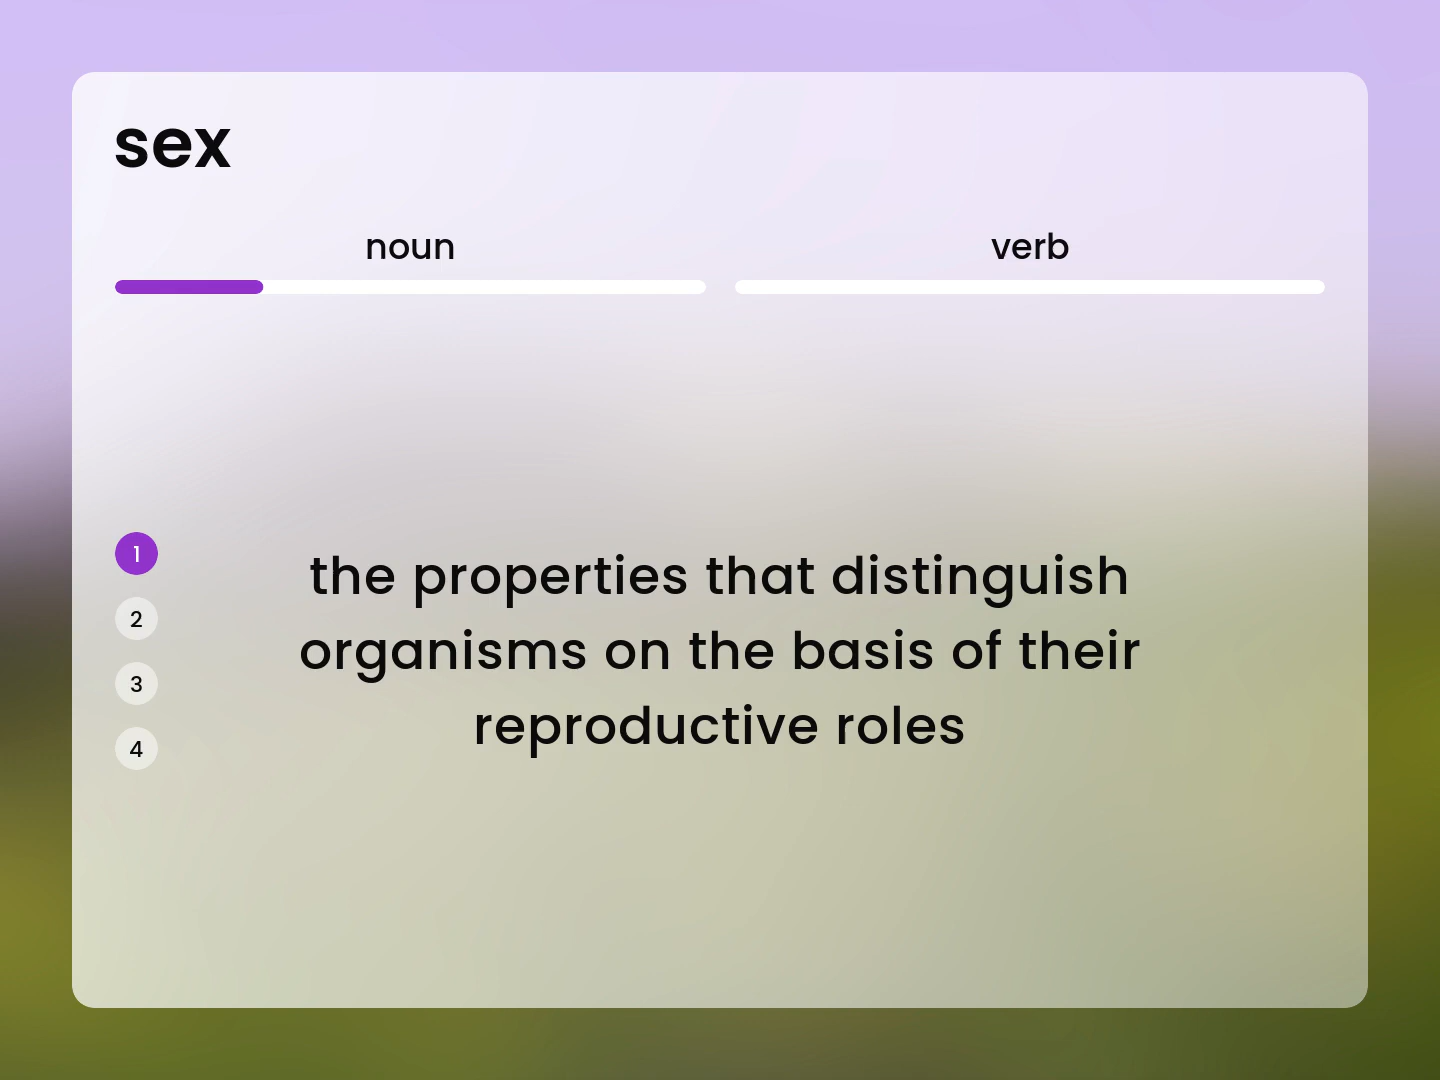 sex
noun
verb
1
2
3
4
the properties that distinguish
organisms on the basis of their
reproductive roles